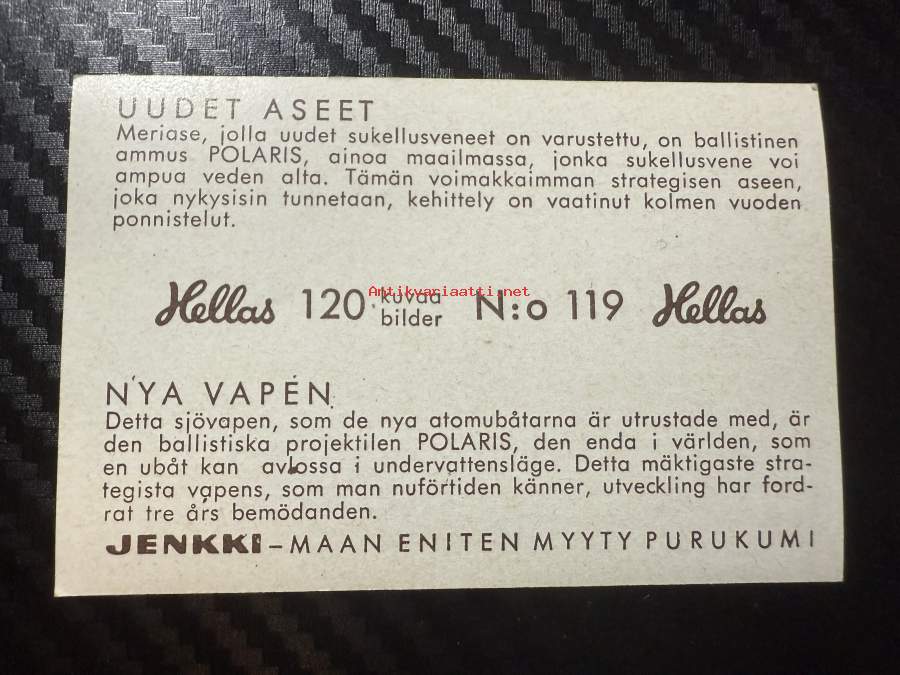 UUDET ASEET
Meriase, jolla uudet sukellusveneet on varustettu, on ballistinen
ammus POLARIS, ainoa maailmassa, jonka sukellusvene voi
ampua veden alta. Tämän voimakkaimman strategisen aseen,
joka nykysisin tunnetaan, kehittely on vaatinut kolmen vuoden
ponnistelut.
Hellas 120 kuvaa bilder N:o 119 Hellas
Antikvariaatti.net
NYA VAPEN
Detta sjövapen, som de nya atomubåtarna är utrustade med, är
den ballistiska projektilen POLARIS, den enda i världen, som
en ubåt kan avlossa i undervattensläge. Detta mäktigaste stra-
tegista vapens, som man nuförtiden känner, utveckling har ford-
rat tre års bemödanden.
JENKKI – MAAN ENITEN MYYTY PURUKUMI